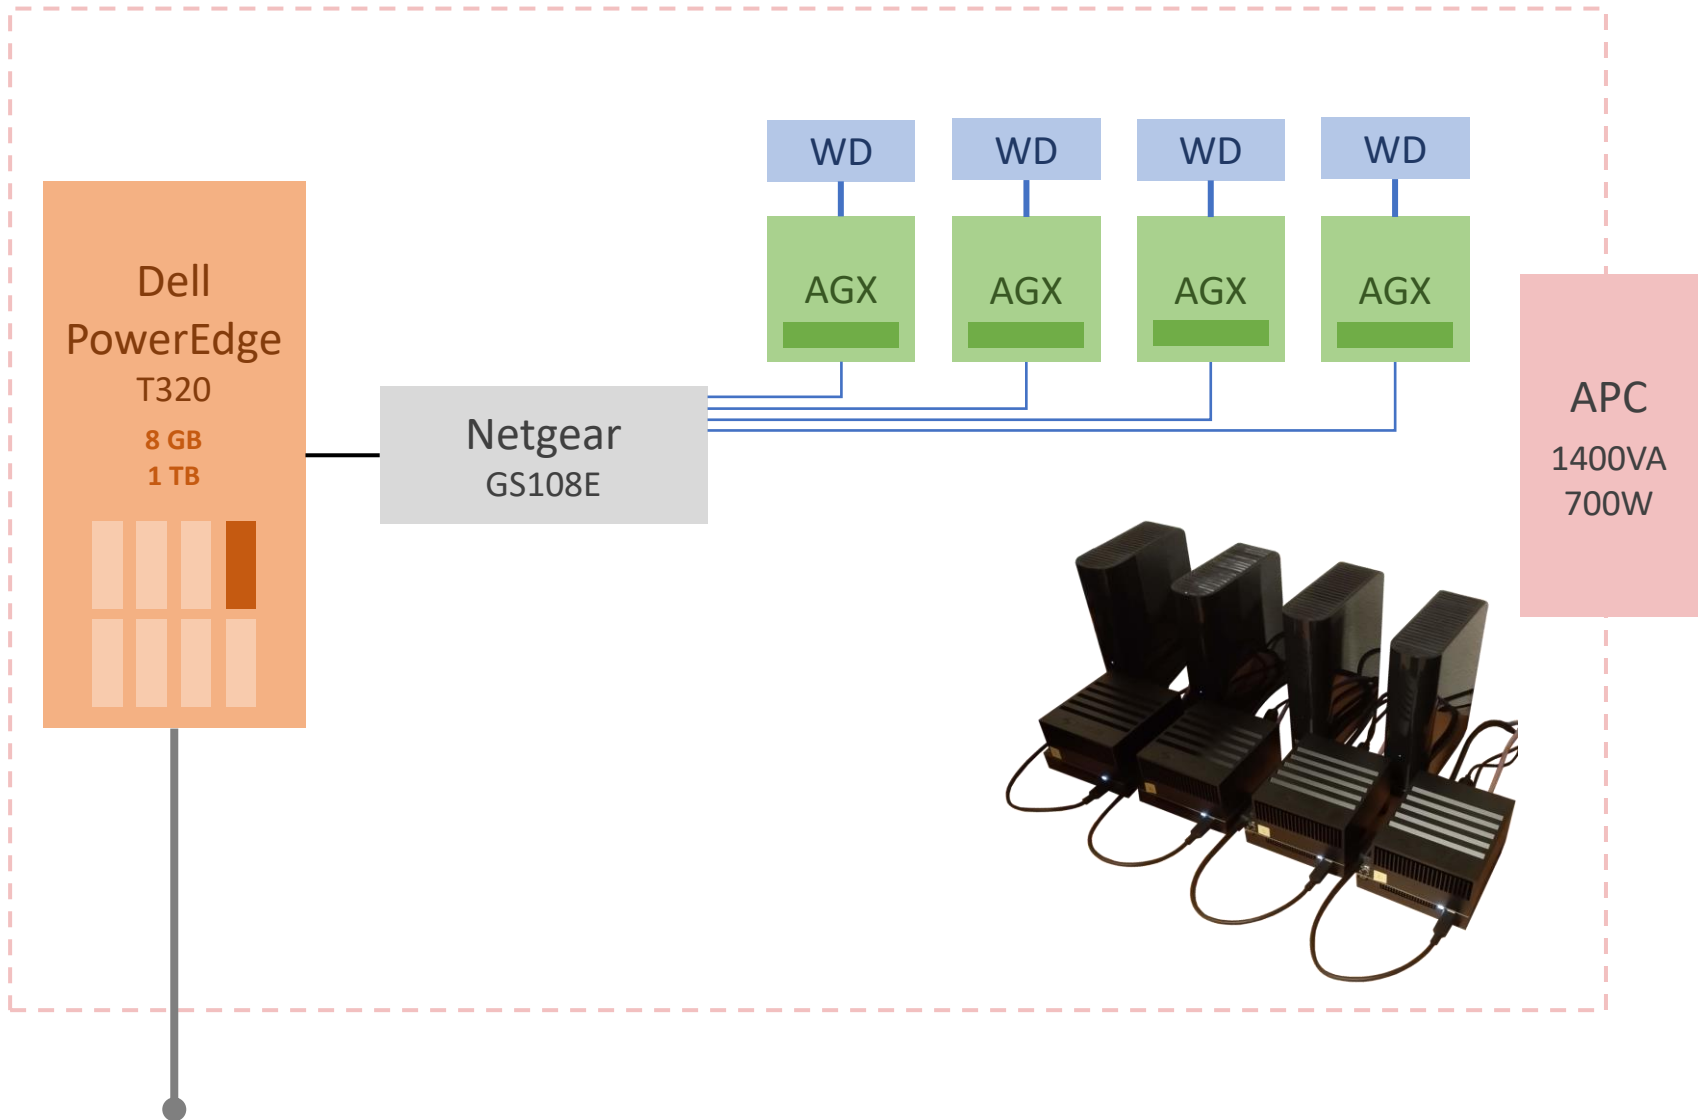 Dell
PowerEdge
T320
8 GB
1 TB
Netgear
GS108E
WD
WD
WD
WD
AGX
AGX
AGX
AGX
APC
1400VA
700W